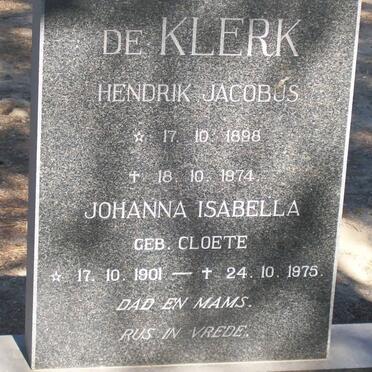 DE KLERK
HENDRIK JACOBUS
☆ 17. 10. 1898
✝ 18. 10. 1974.
JOHANNA ISABELLA
GEB. CLOETE
☆ 17. 10. 1901 — ✝ 24. 10. 1975.
DAD EN MAMS.
RUS IN VREDE.